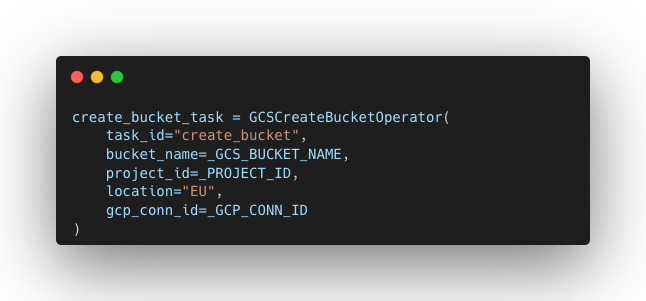 create_bucket_task = GCSCreateBucketOperator(
    task_id="create_bucket",
    bucket_name=_GCS_BUCKET_NAME,
    project_id=_PROJECT_ID,
    location="EU",
    gcp_conn_id=_GCP_CONN_ID
)